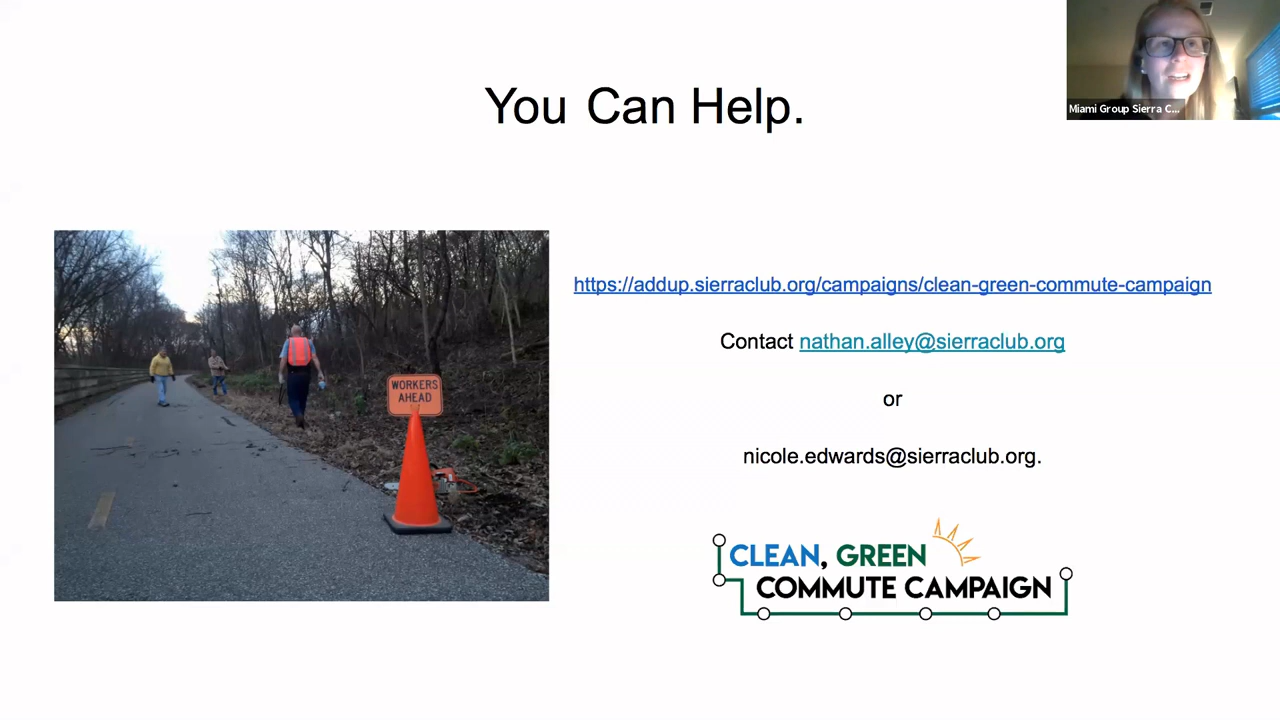 You Can Help.
Miami Group Sierra C...
https://addup.sierraclub.org/campaigns/clean-green-commute-campaign
Contact nathan.alley@sierraclub.org
WORKERS
AHEAD
or
nicole.edwards@sierraclub.org.
CLEAN, GREEN
COMMUTE CAMPAIGN